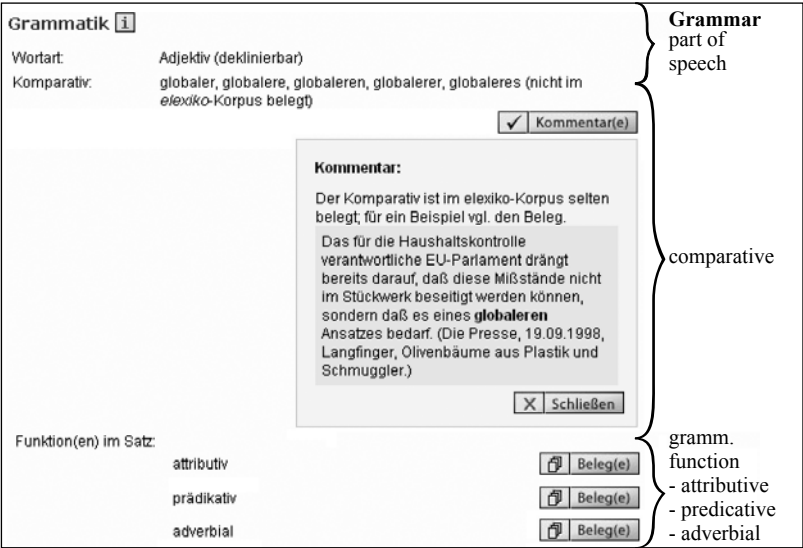 Grammatik i
Wortart: Adjektiv (deklinierbar)
Komparativ: globaler, globalere, globaleren, globalerer, globaleres (nicht im
elexiko-Korpus belegt)
✓ Kommentar(e)
Kommentar:
Der Komparativ ist im elexiko-Korpus selten
belegt; für ein Beispiel vgl. den Beleg.
Das für die Haushaltskontrolle
verantwortliche EU-Parlament drängt
bereits darauf, daß diese Mißstände nicht
im Stückwerk beseitigt werden können,
sondern daß es eines globaleren
Ansatzes bedarf. (Die Presse, 19.09.1998,
Langfinger, Olivenbäume aus Plastik und
Schmuggler.)
X Schließen
Funktion(en) im Satz:
attributiv Beleg(e)
prädikativ Beleg(e)
adverbial Beleg(e)
Grammar
part of
speech
comparative
gramm.
function
- attributive
- predicative
- adverbial